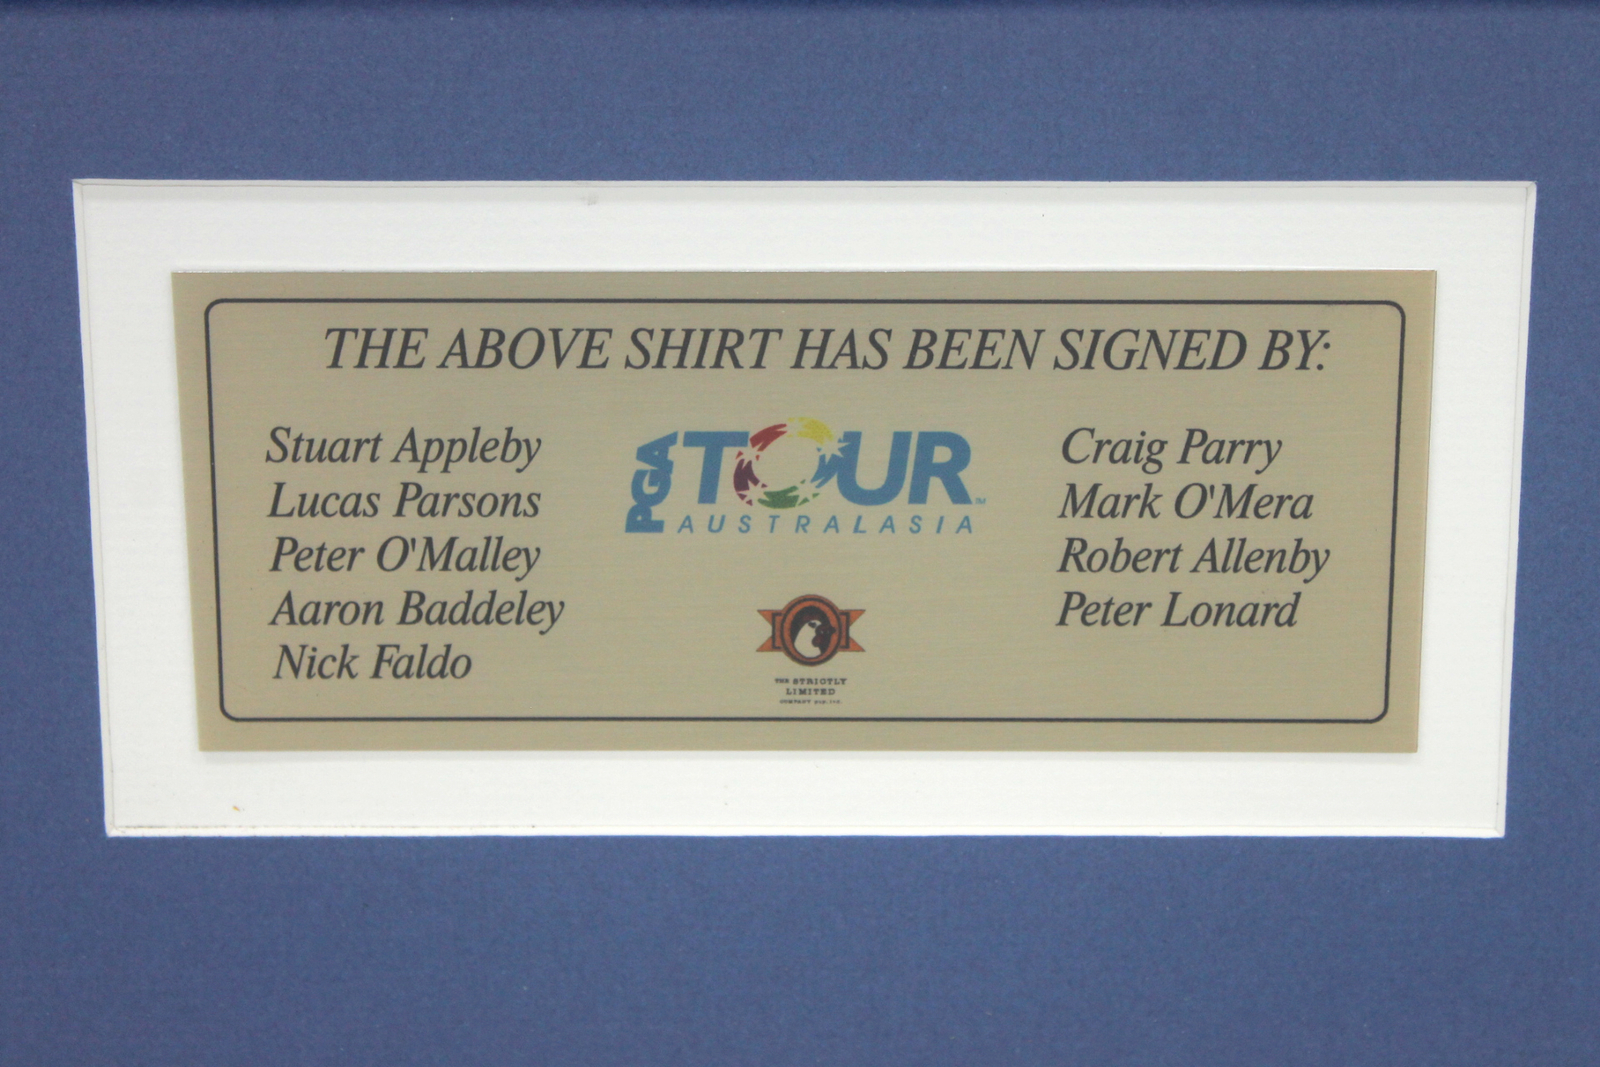 THE ABOVE SHIRT HAS BEEN SIGNED BY:
Stuart Appleby
Lucas Parsons
Peter O'Malley
Aaron Baddeley
Nick Faldo
PGA TOUR
AUSTRALASIA
THE STRICTLY
LIMITED
COMPANY
Craig Parry
Mark O'Mera
Robert Allenby
Peter Lonard